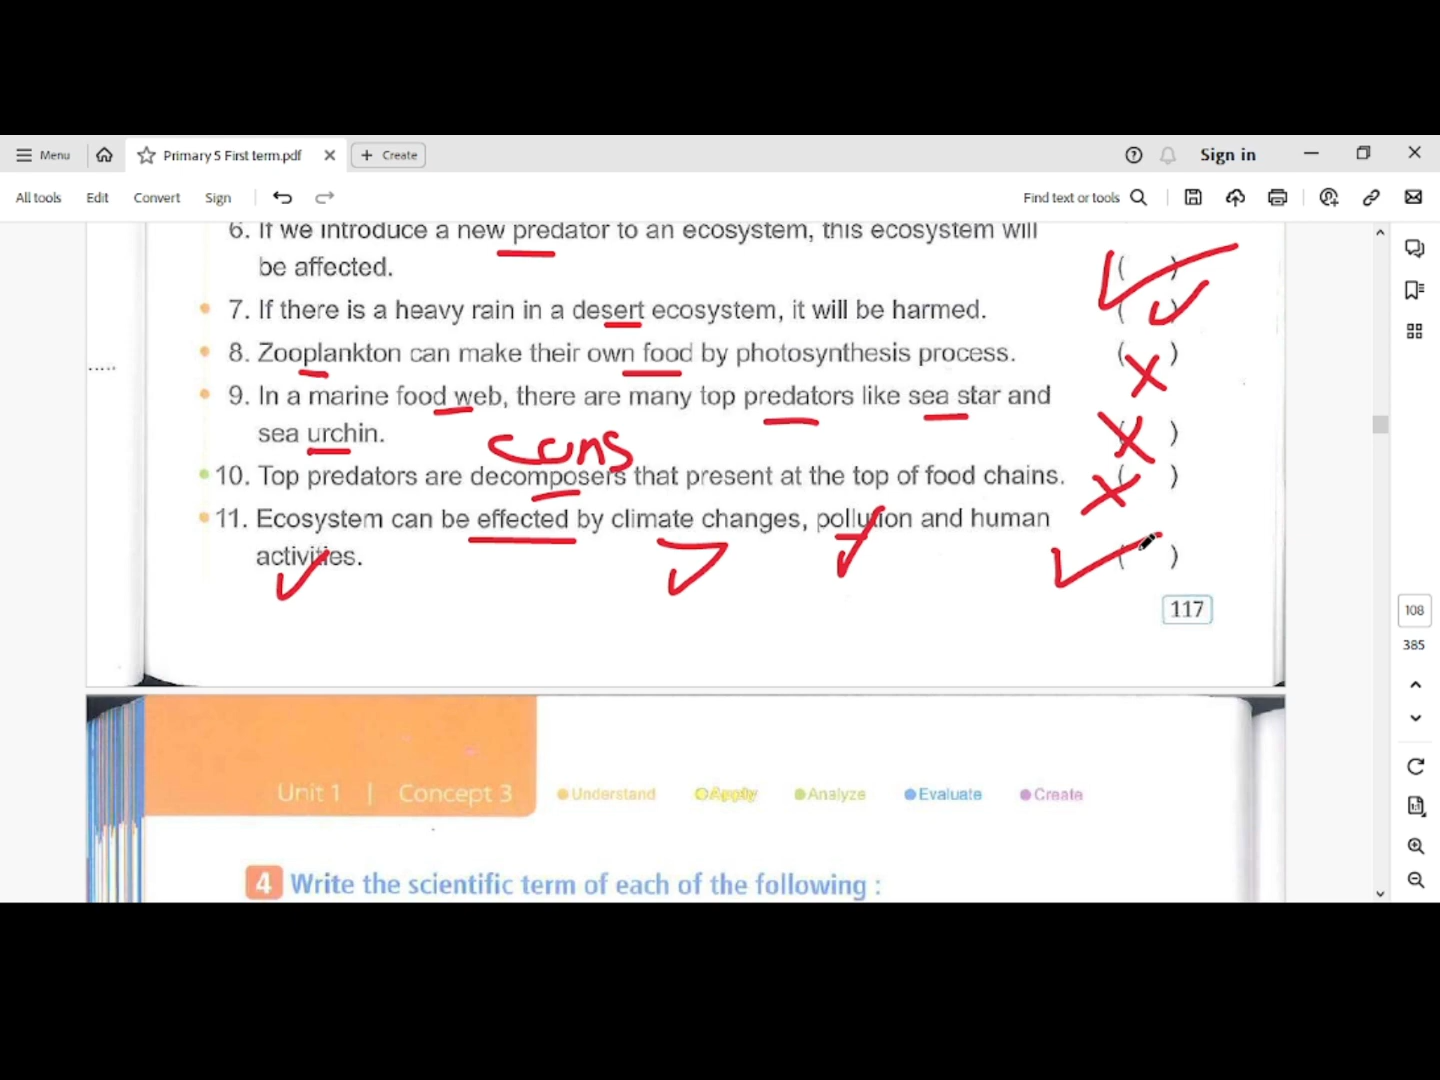 Menu
Primary 5 First term.pdf
Create
Sign in
All tools Edit Convert Sign
Find text or tools
6. If we introduce a new predator to an ecosystem, this ecosystem will
be affected. ( )
7. If there is a heavy rain in a desert ecosystem, it will be harmed. ( )
8. Zooplankton can make their own food by photosynthesis process. ( )
.....
9. In a marine food web, there are many top predators like sea star and
sea urchin. ( )
cons
10. Top predators are decomposers that present at the top of food chains. ( )
11. Ecosystem can be effected by climate changes, pollution and human
activities. ( )
117
108
385
Unit 1 | Concept 3 Understand Apply Analyze Evaluate Create
4 Write the scientific term of each of the following :